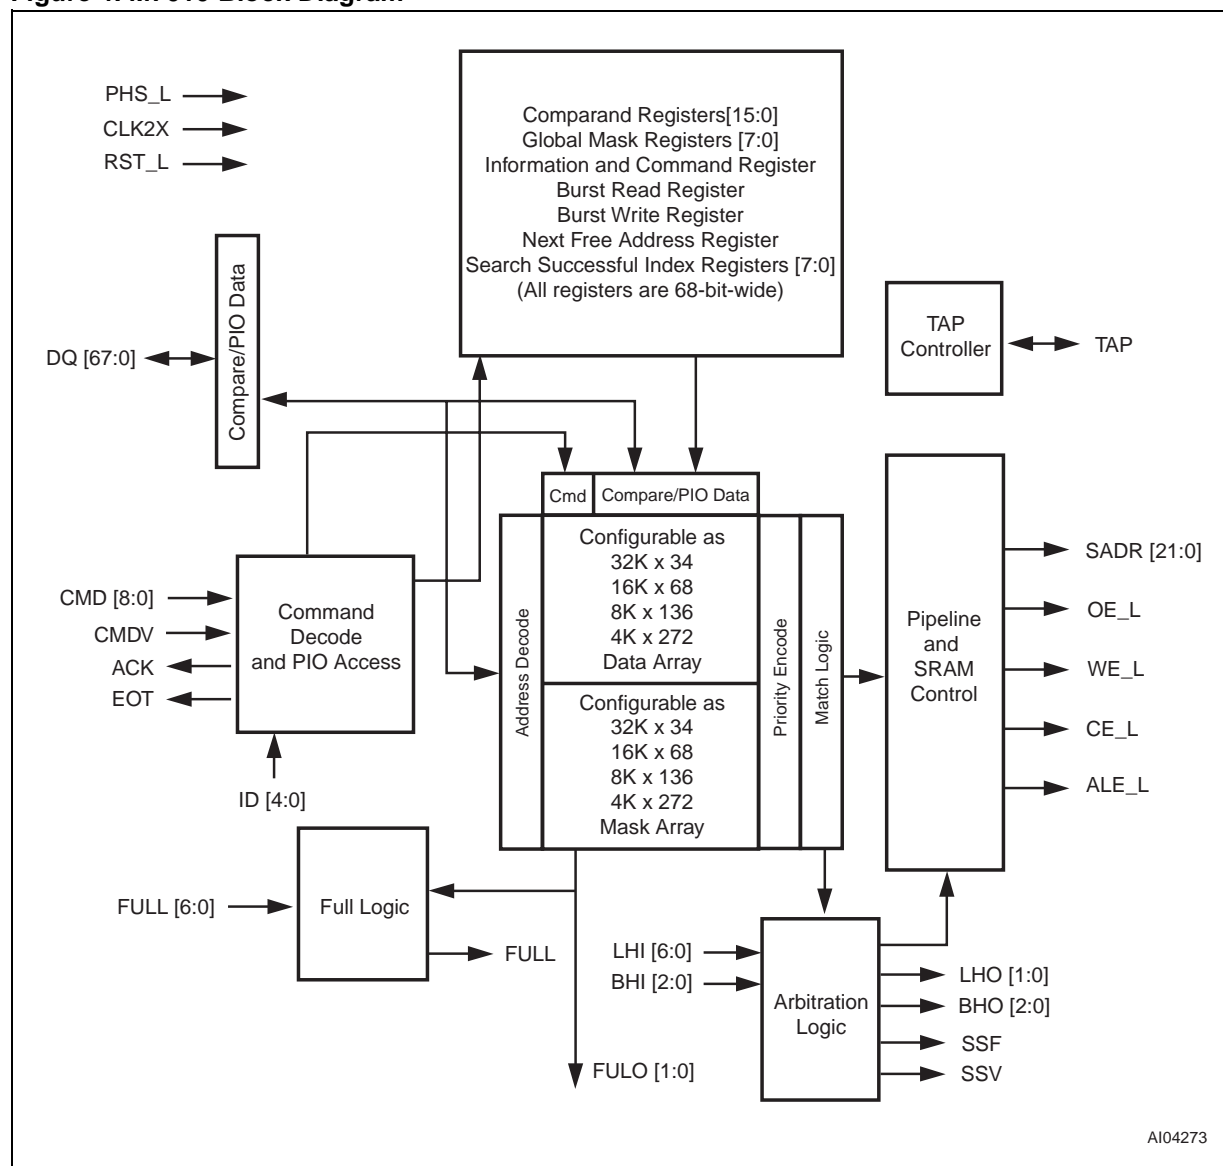 PHS_L
CLK2X
RST_L
Comparand Registers[15:0]
Global Mask Registers [7:0]
Information and Command Register
Burst Read Register
Burst Write Register
Next Free Address Register
Search Successful Index Registers [7:0]
(All registers are 68-bit-wide)
Compare/PIO Data
DQ [67:0]
TAP
Controller
TAP
Cmd
Compare/PIO Data
Address Decode
Configurable as
32K x 34
16K x 68
8K x 136
4K x 272
Data Array
Configurable as
32K x 34
16K x 68
8K x 136
4K x 272
Mask Array
Priority Encode
Match Logic
CMD [8:0]
CMDV
ACK
EOT
Command
Decode
and PIO Access
ID [4:0]
Pipeline
and
SRAM
Control
SADR [21:0]
OE_L
WE_L
CE_L
ALE_L
FULL [6:0]
Full Logic
FULL
FULO [1:0]
LHI [6:0]
BHI [2:0]
Arbitration
Logic
LHO [1:0]
BHO [2:0]
SSF
SSV
AI04273